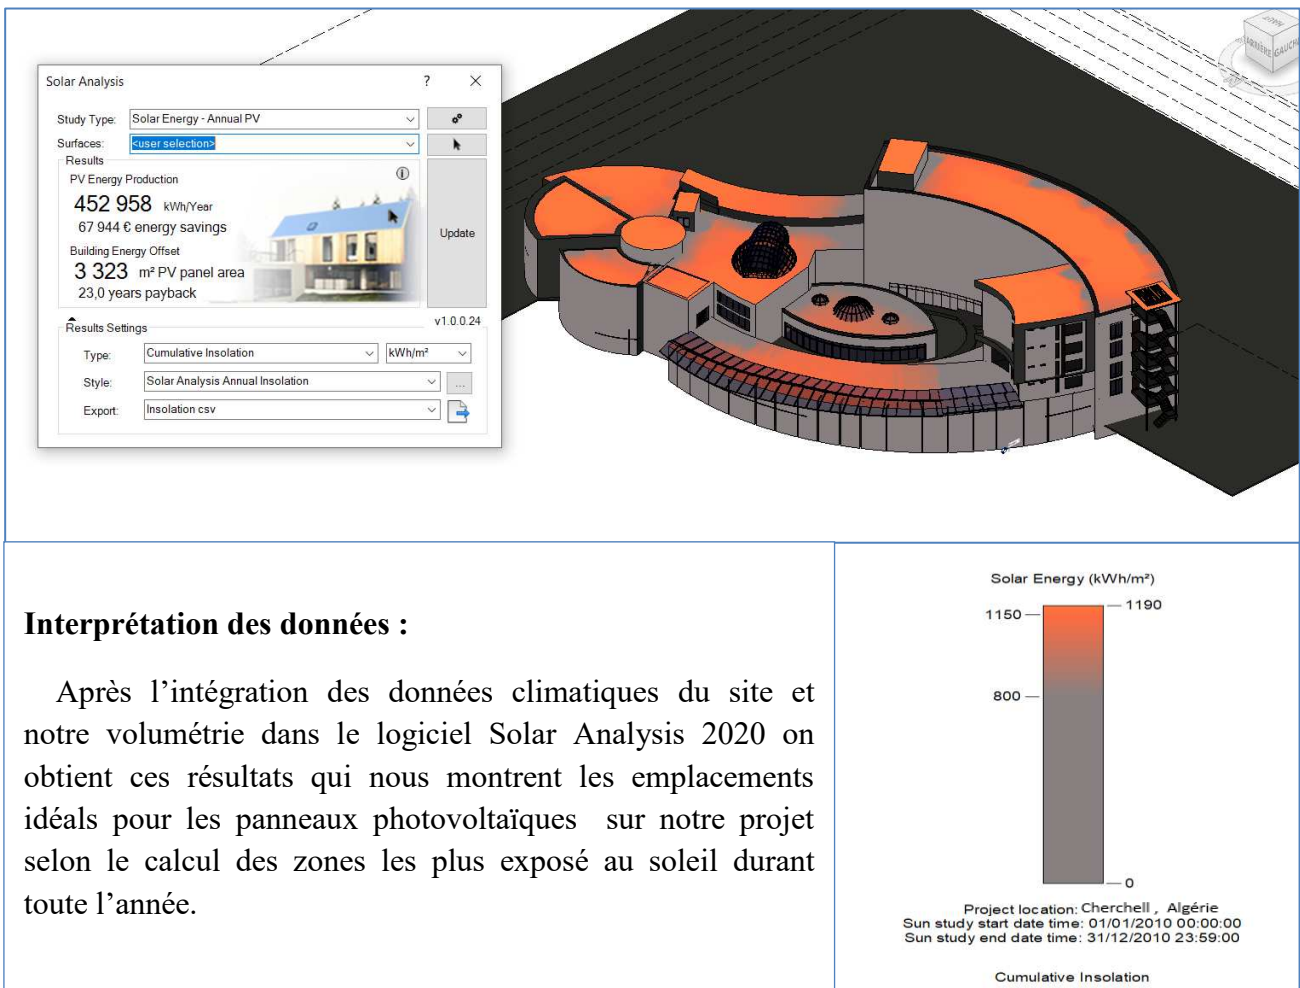 Solar Analysis ? ×
Study Type: Solar Energy - Annual PV
Surfaces: <user selection>
Results
PV Energy Production
452 958 kWh/Year
67 944 € energy savings
Building Energy Offset
3 323 m² PV panel area
23,0 years payback
Update
v1.0.0.24
Results Settings
Type: Cumulative Insolation kWh/m²
Style: Solar Analysis Annual Insolation ...
Export: Insolation csv
HAUT
ARRIÈRE GAUCHE
Interprétation des données :
Après l’intégration des données climatiques du site et
notre volumétrie dans le logiciel Solar Analysis 2020 on
obtient ces résultats qui nous montrent les emplacements
idéals pour les panneaux photovoltaïques sur notre projet
selon le calcul des zones les plus exposé au soleil durant
toute l’année.
Solar Energy (kWh/m²)
1150 1190
800
0
Project location: Cherchell , Algérie
Sun study start date time: 01/01/2010 00:00:00
Sun study end date time: 31/12/2010 23:59:00
Cumulative Insolation